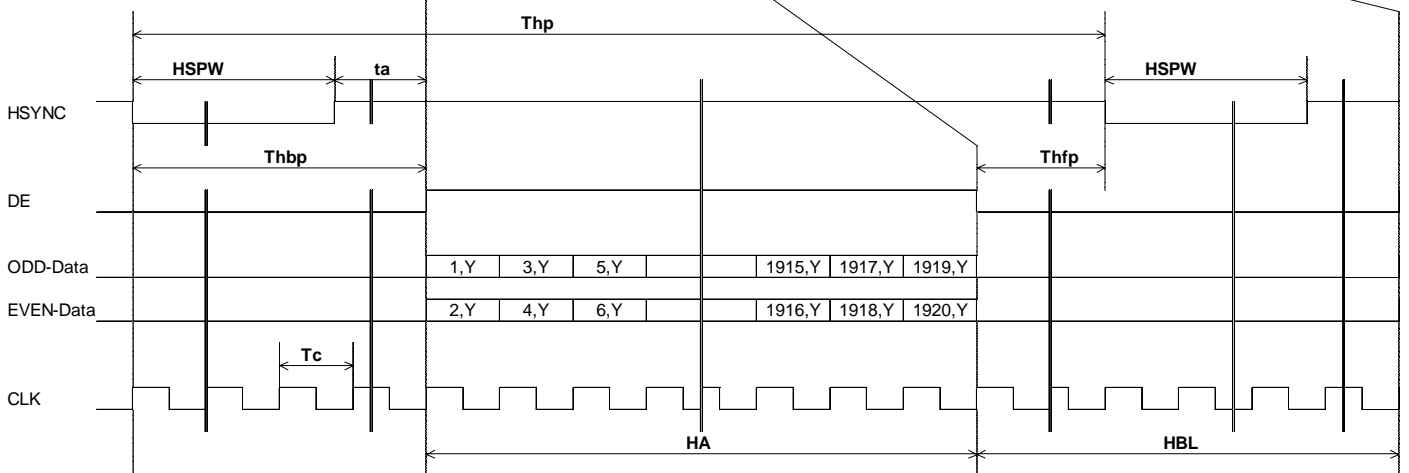 Thp
HSPW ta HSPW
HSYNC
Thbp Thfp
DE
ODD-Data 1,Y 3,Y 5,Y 1915,Y 1917,Y 1919,Y
EVEN-Data 2,Y 4,Y 6,Y 1916,Y 1918,Y 1920,Y
Tc
CLK
HA HBL